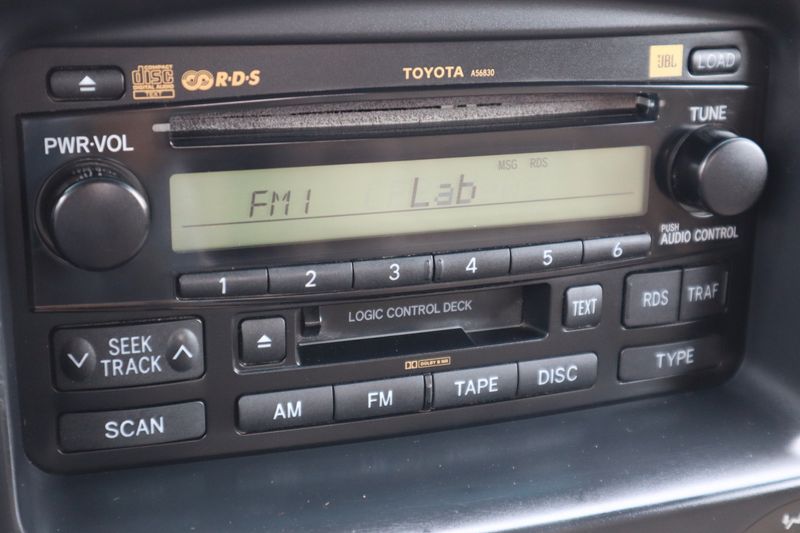 COMPACT
disc
DIGITAL AUDIO
TEXT
R·D·S
TOYOTA A56830
JBL
LOAD
PWR·VOL
TUNE
MSG RDS
FM1 Lab
PUSH
AUDIO CONTROL
1 2 3 4 5 6
SEEK
TRACK
LOGIC CONTROL DECK
TEXT
RDS TRAF
DOLBY B NR
SCAN
AM FM TAPE DISC
TYPE